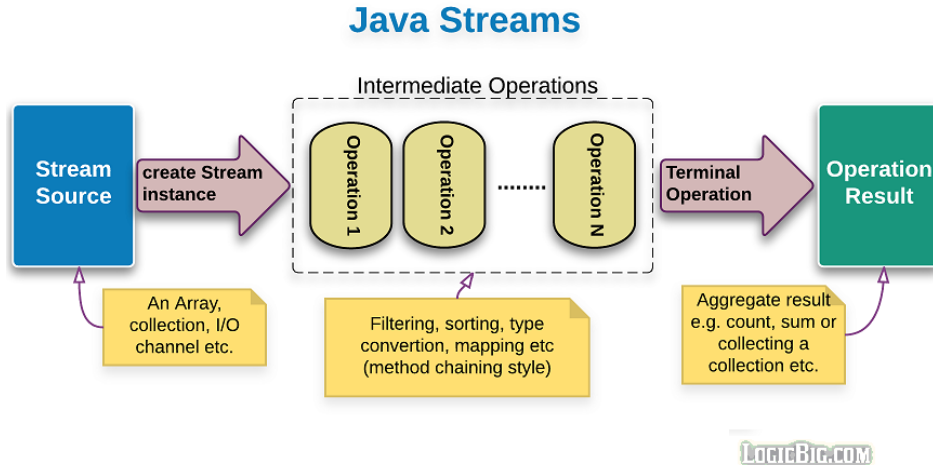 Java Streams
Intermediate Operations
Stream
Source
create Stream
instance
Operation 1
Operation 2
........
Operation N
Terminal
Operation
Operation
Result
An Array,
collection, I/O
channel etc.
Filtering, sorting, type
convertion, mapping etc
(method chaining style)
Aggregate result
e.g. count, sum or
collecting a
collection etc.
LogicBig.com